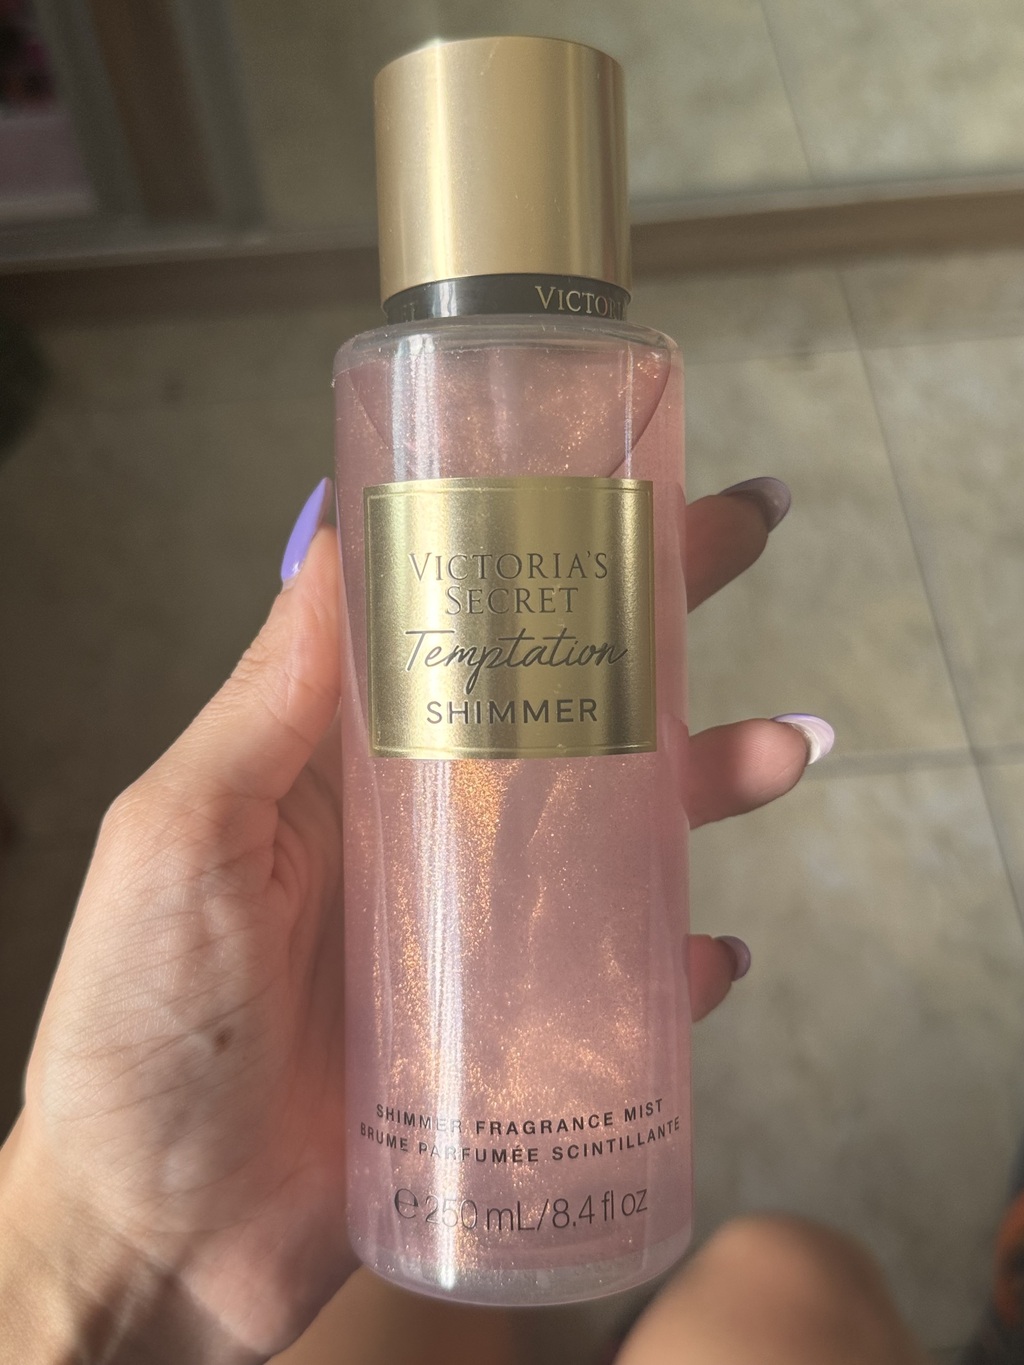 VICTORIA'S
SECRET
Temptation
SHIMMER
SHIMMER FRAGRANCE MIST
BRUME PARFUMÉE SCINTILLANTE
℮250 mL/8.4 fl oz